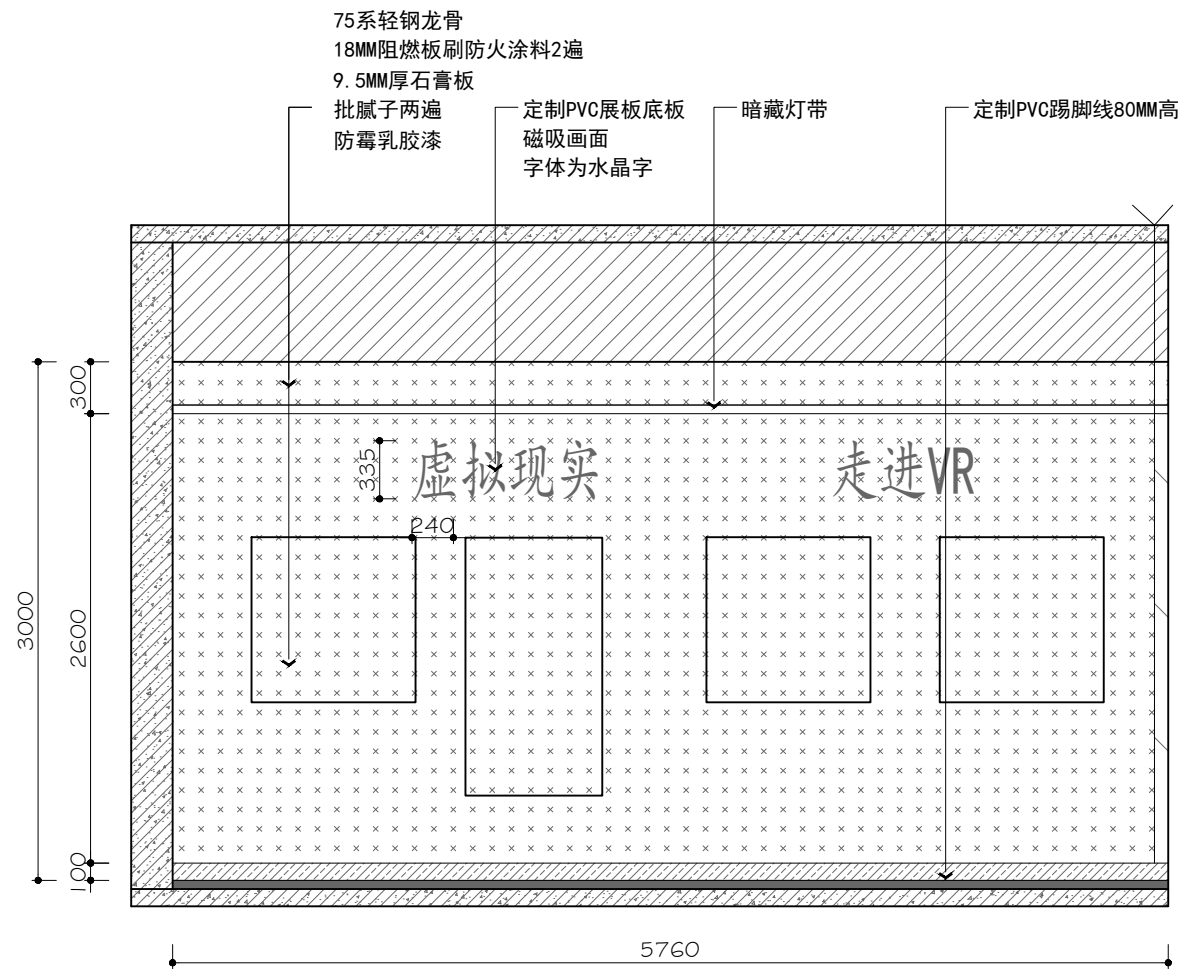 75系轻钢龙骨
18MM阻燃板刷防火涂料2遍
9.5MM厚石膏板
批腻子两遍
防霉乳胶漆
定制PVC展板底板
磁吸画面
字体为水晶字
暗藏灯带
定制PVC踢脚线80MM高
300
335
虚拟现实
走进VR
240
3000
2600
100
5760